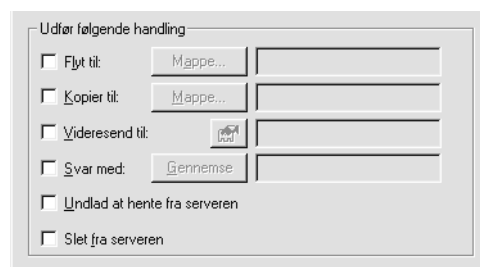 Udfør følgende handling
Flyt til: Mappe...
Kopier til: Mappe...
Videresend til:
Svar med: Gennemse
Undlad at hente fra serveren
Slet fra serveren